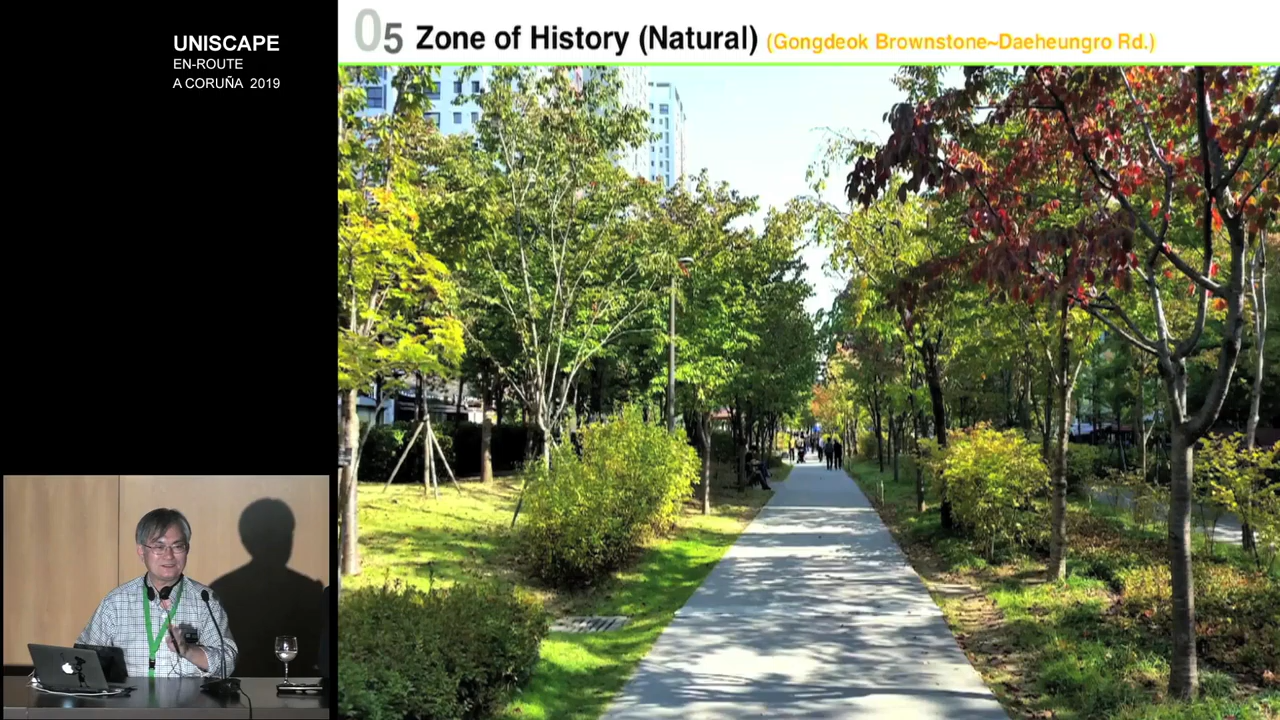 UNISCAPE
EN-ROUTE
A CORUÑA 2019
05 Zone of History (Natural) (Gongdeok Brownstone~Daeheungro Rd.)